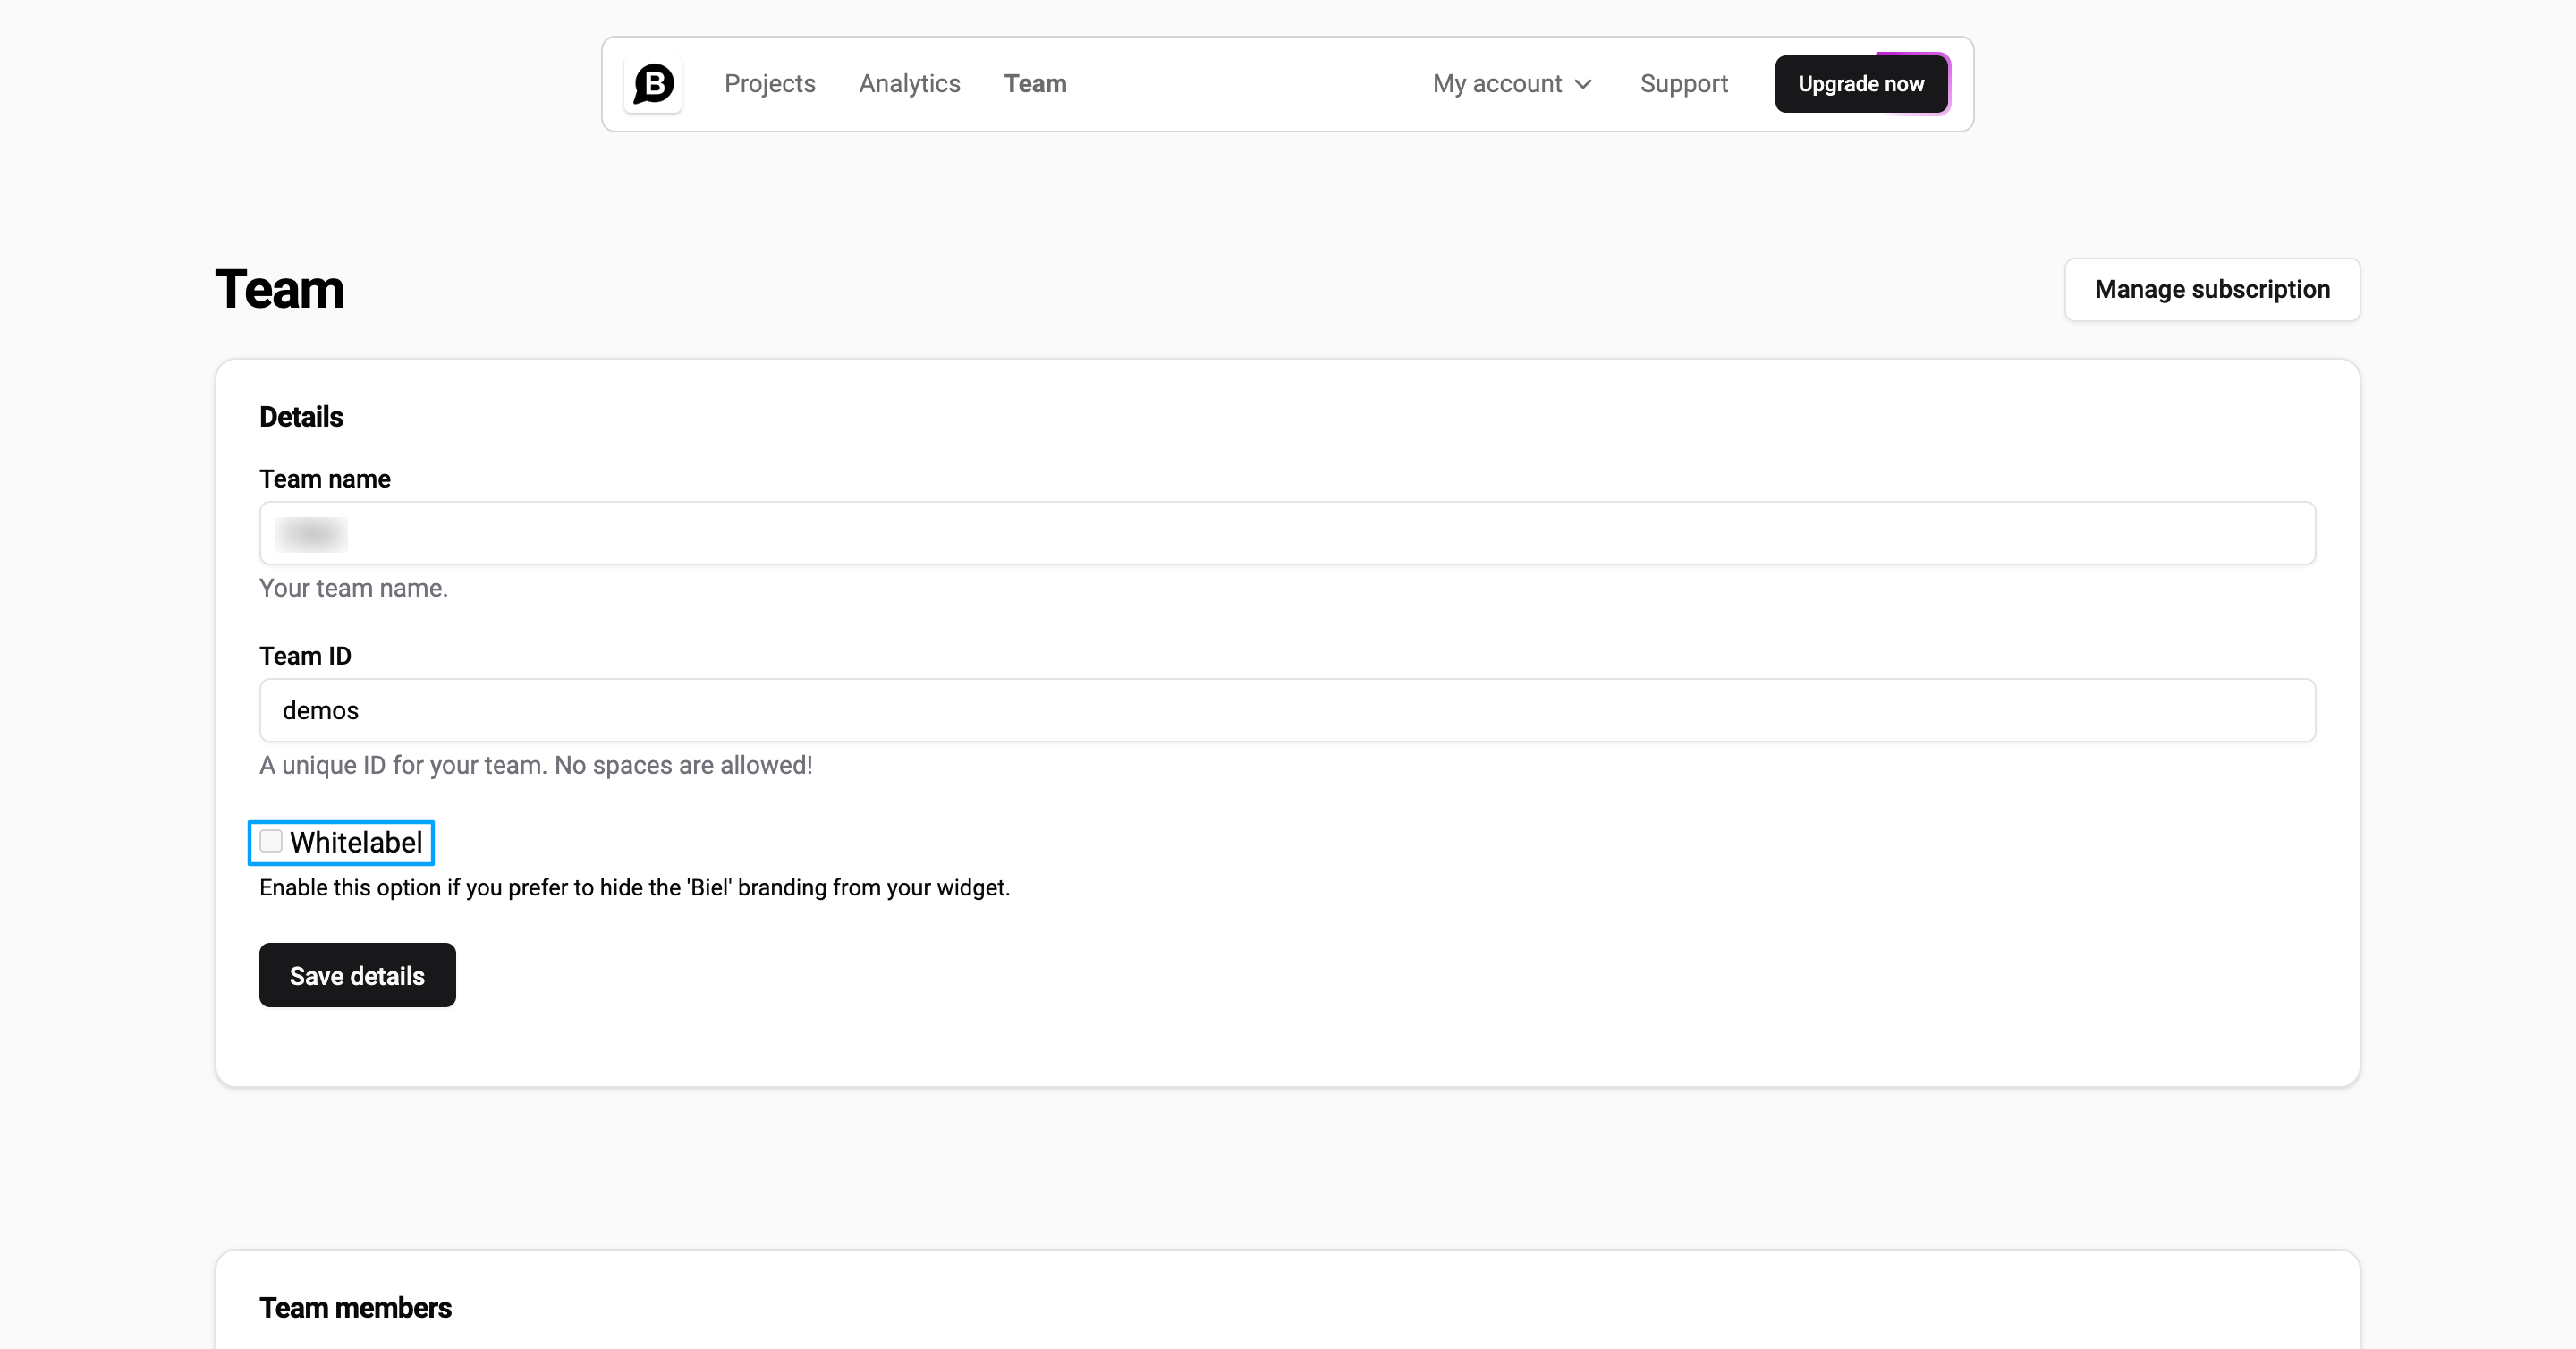 B
Projects Analytics Team My account Support Upgrade now
Team
Manage subscription
Details
Team name
Your team name.
Team ID
demos
A unique ID for your team. No spaces are allowed!
Whitelabel
Enable this option if you prefer to hide the 'Biel' branding from your widget.
Save details
Team members